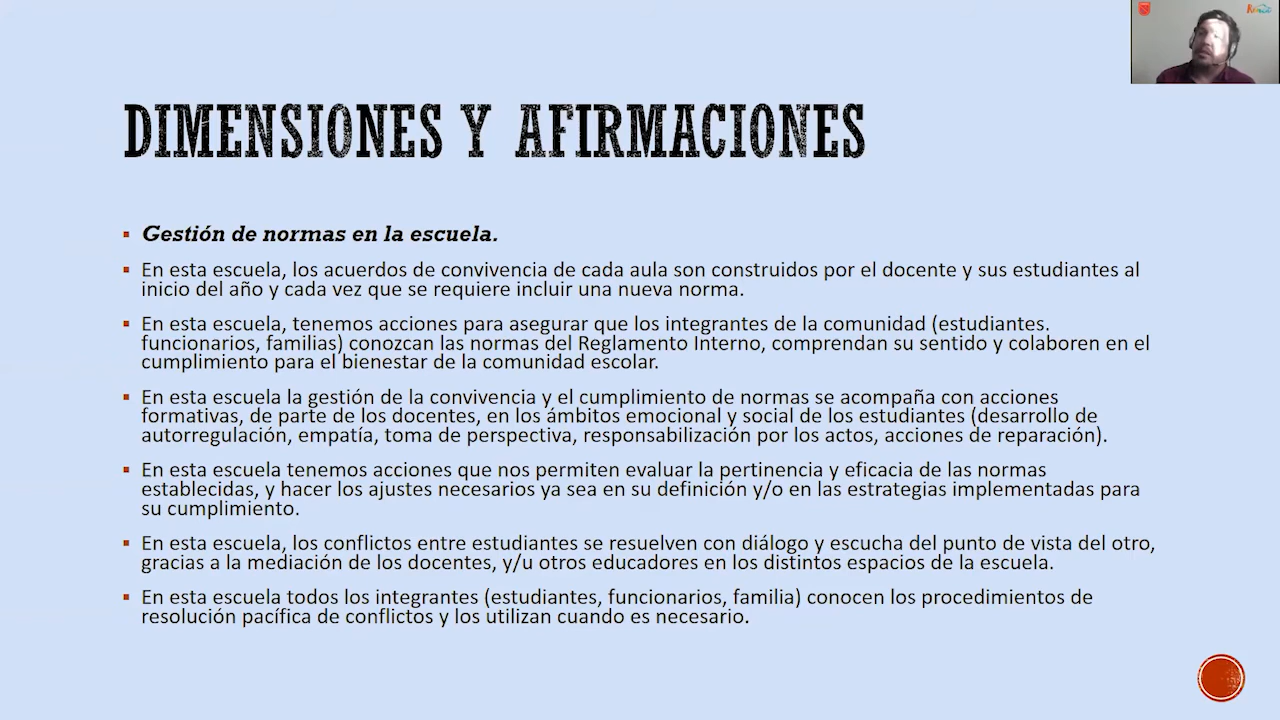 DIMENSIONES Y AFIRMACIONES
Gestión de normas en la escuela.
En esta escuela, los acuerdos de convivencia de cada aula son construidos por el docente y sus estudiantes al
inicio del año y cada vez que se requiere incluir una nueva norma.
En esta escuela, tenemos acciones para asegurar que los integrantes de la comunidad (estudiantes.
funcionarios, familias) conozcan las normas del Reglamento Interno, comprendan su sentido y colaboren en el
cumplimiento para el bienestar de la comunidad escolar.
En esta escuela la gestión de la convivencia y el cumplimiento de normas se acompaña con acciones
formativas, de parte de los docentes, en los ámbitos emocional y social de los estudiantes (desarrollo de
autorregulación, empatía, toma de perspectiva, responsabilización por los actos, acciones de reparación).
En esta escuela tenemos acciones que nos permiten evaluar la pertinencia y eficacia de las normas
establecidas, y hacer los ajustes necesarios ya sea en su definición y/o en las estrategias implementadas para
su cumplimiento.
En esta escuela, los conflictos entre estudiantes se resuelven con diálogo y escucha del punto de vista del otro,
gracias a la mediación de los docentes, y/u otros educadores en los distintos espacios de la escuela.
En esta escuela todos los integrantes (estudiantes, funcionarios, familia) conocen los procedimientos de
resolución pacífica de conflictos y los utilizan cuando es necesario.